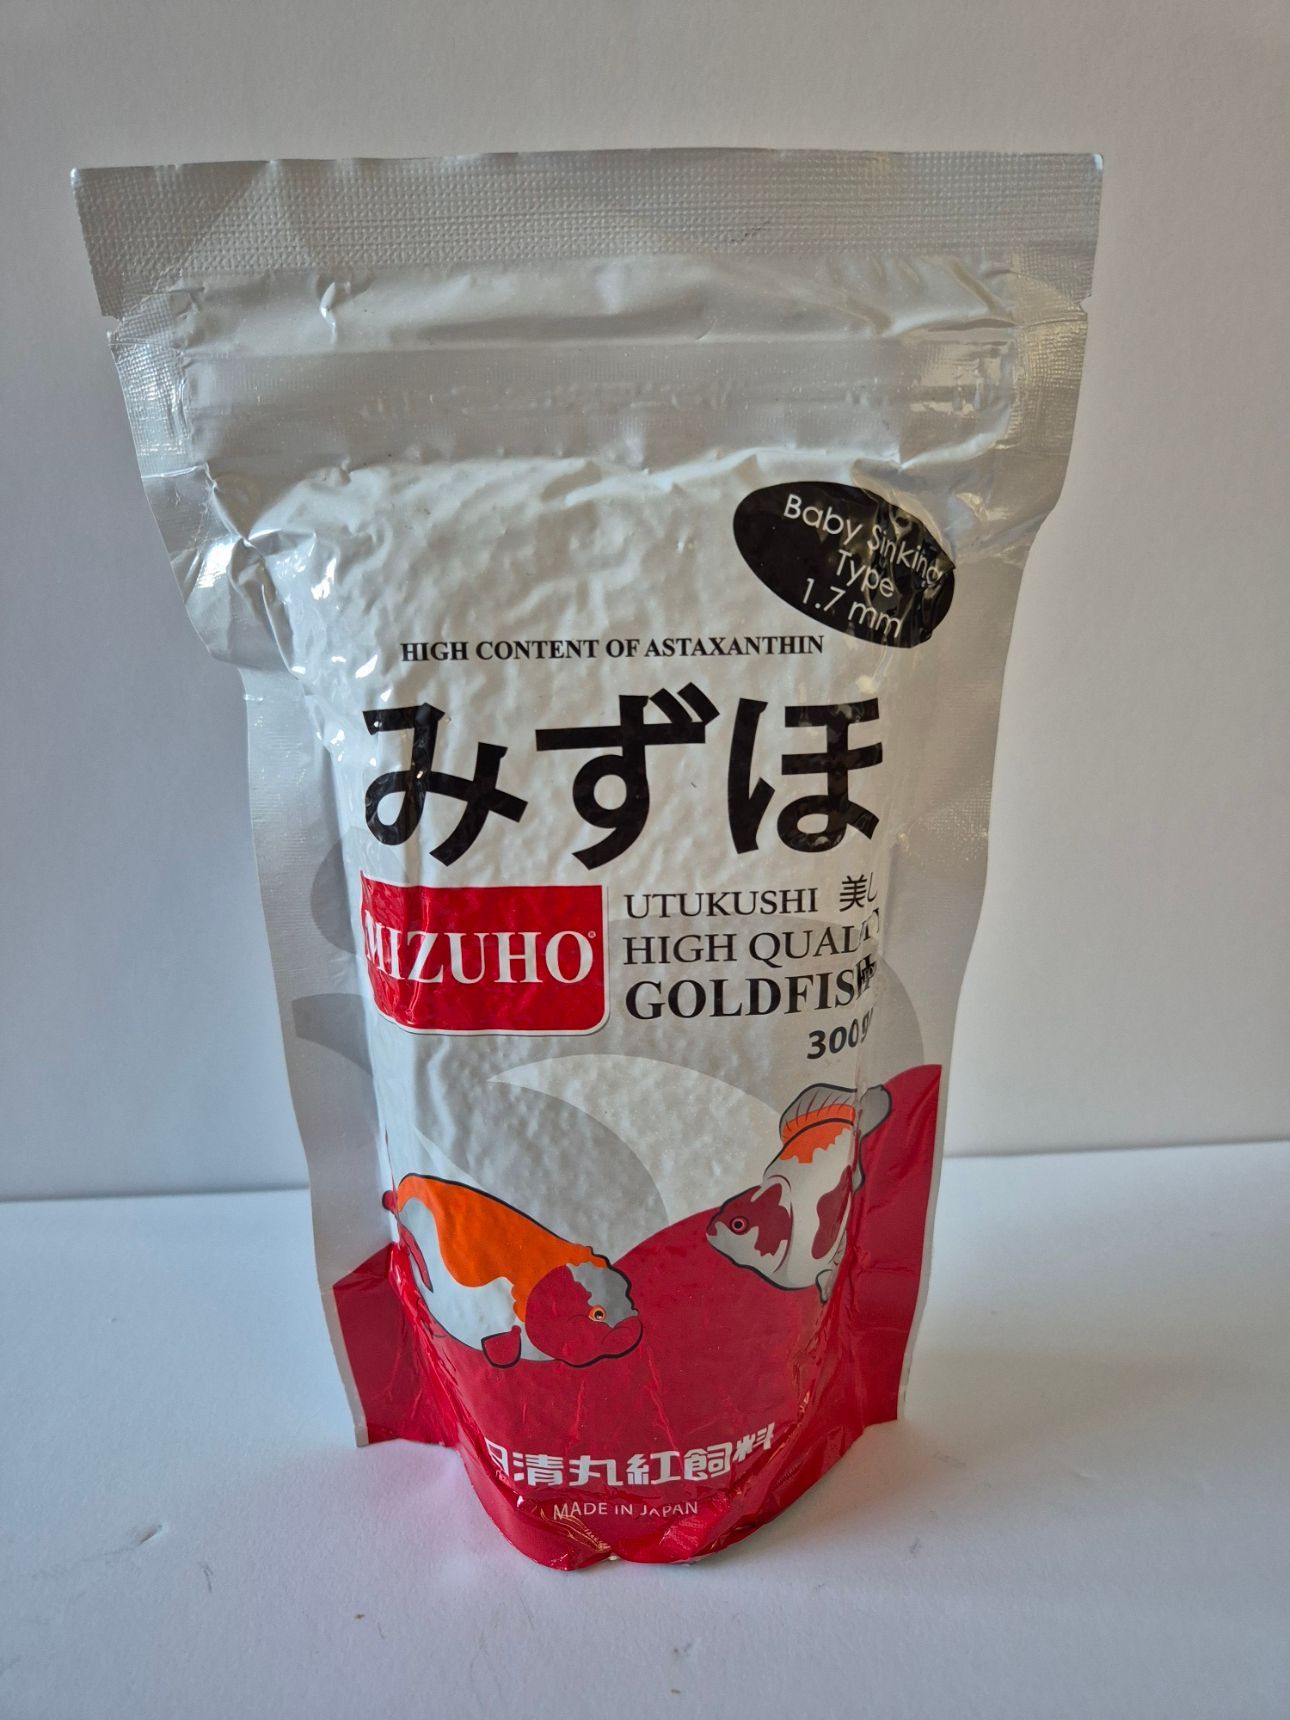 Baby Sinking
Type
1.7 mm
HIGH CONTENT OF ASTAXANTHIN
みずほ
MIZUHO®
UTUKUSHI 美し
HIGH QUALITY
GOLDFISH
300g
日清丸紅飼料
MADE IN JAPAN